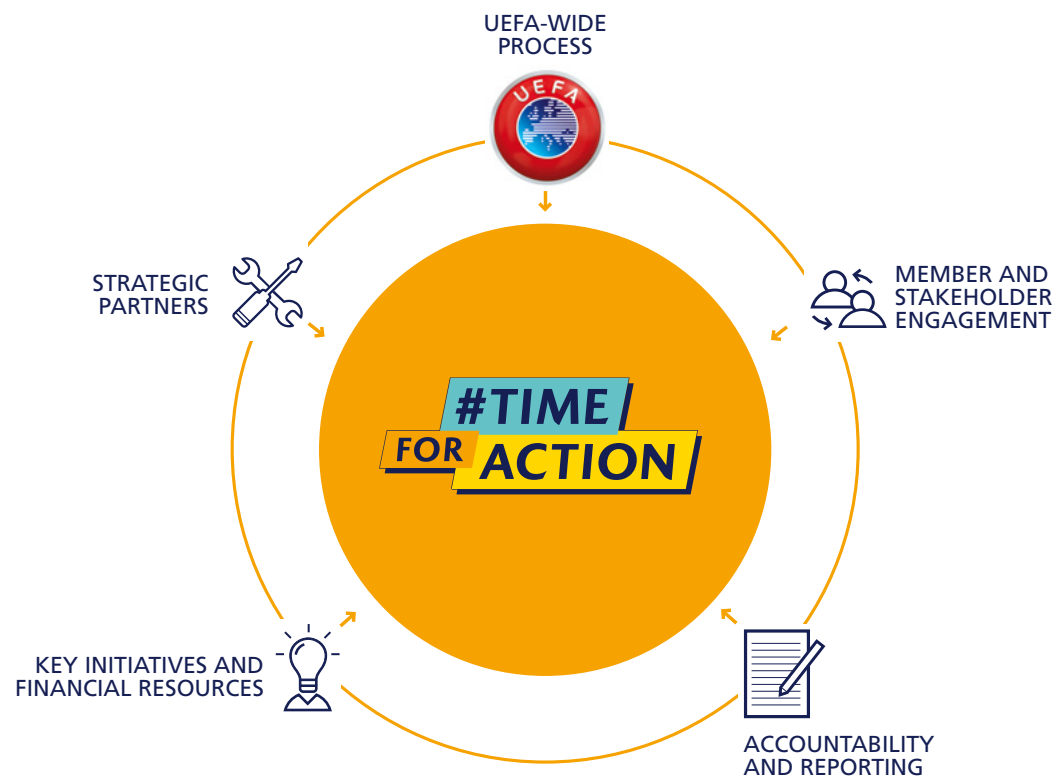 UEFA-WIDE
PROCESS
UEFA
STRATEGIC
PARTNERS
MEMBER AND
STAKEHOLDER
ENGAGEMENT
#TIME
FOR ACTION
KEY INITIATIVES AND
FINANCIAL RESOURCES
ACCOUNTABILITY
AND REPORTING